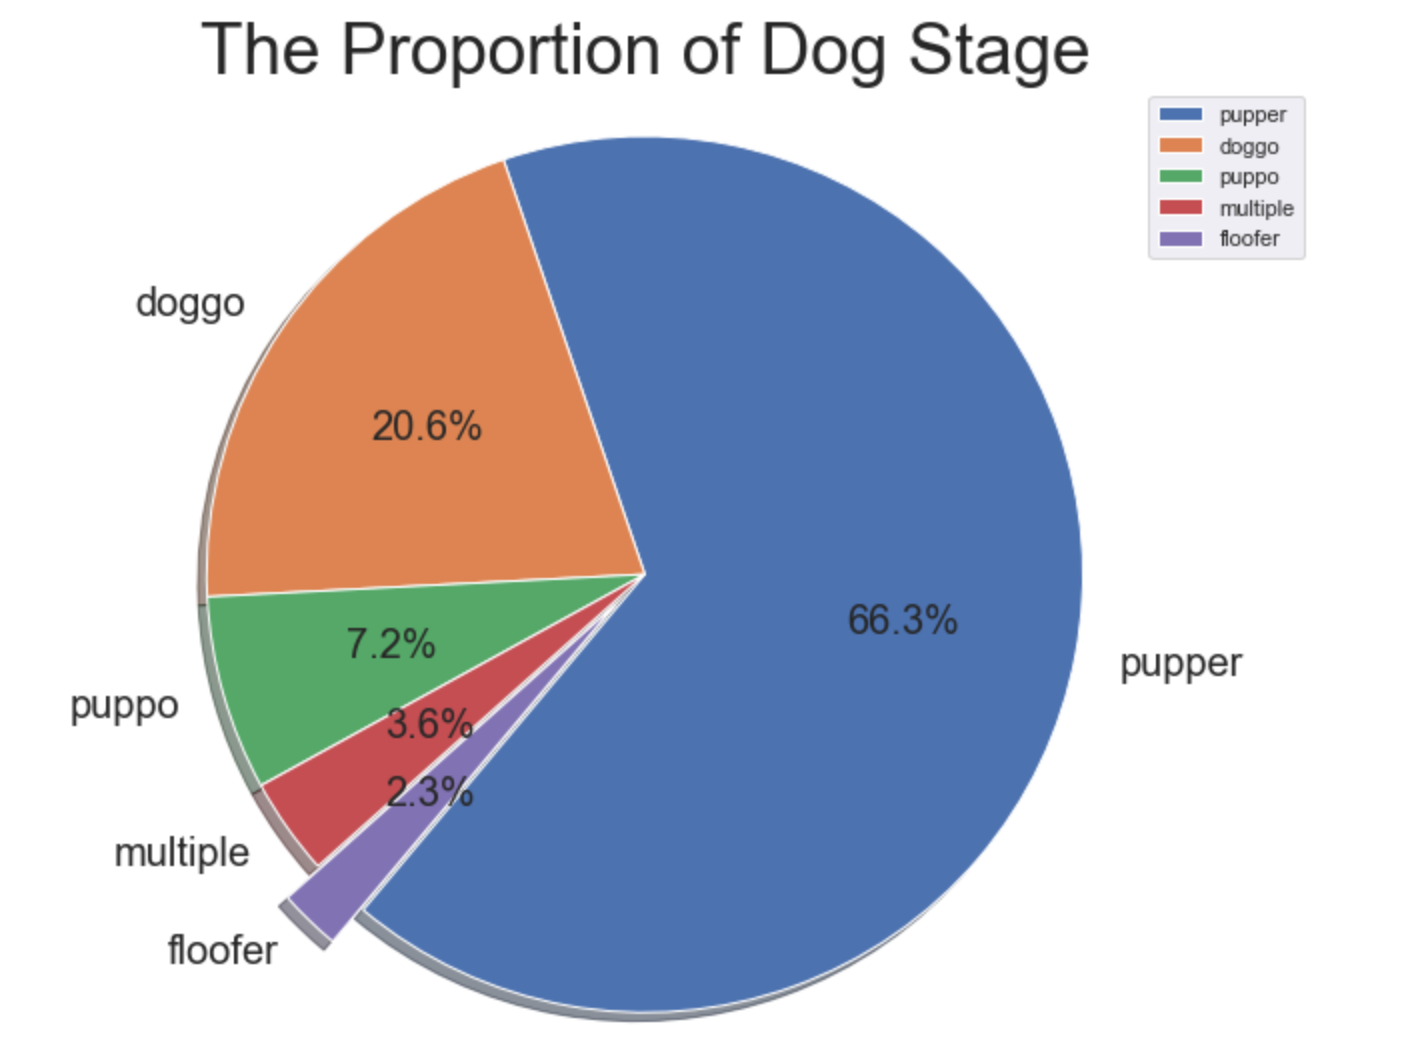 The Proportion of Dog Stage
pupper
doggo
puppo
multiple
floofer
doggo
20.6%
66.3%
7.2%
pupper
puppo
3.6%
2.3%
multiple
floofer